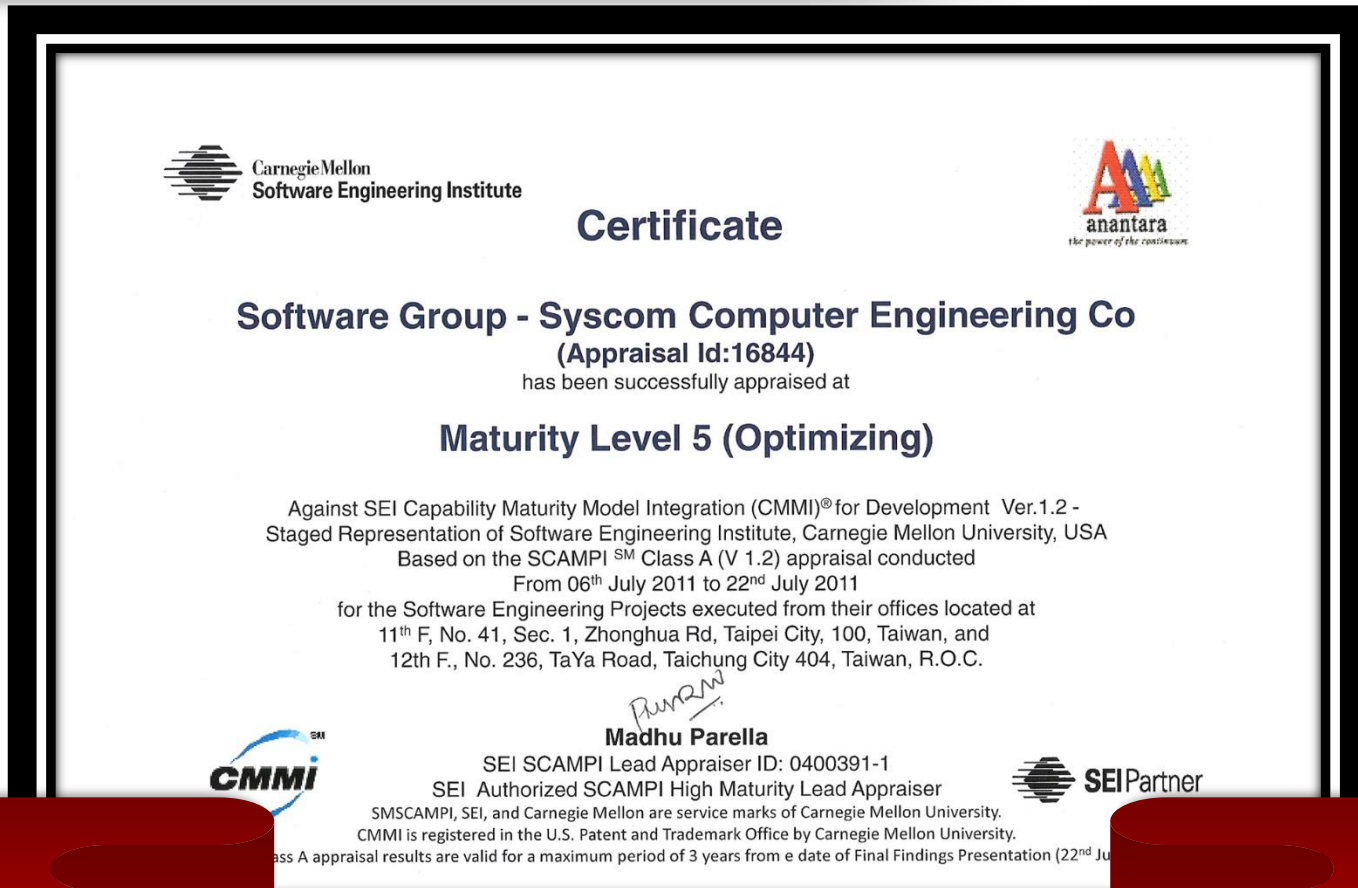 Carnegie Mellon
Software Engineering Institute
anantara
the power of the continuum
Certificate
Software Group - Syscom Computer Engineering Co
(Appraisal Id:16844)
has been successfully appraised at
Maturity Level 5 (Optimizing)
Against SEI Capability Maturity Model Integration (CMMI)® for Development Ver.1.2 -
Staged Representation of Software Engineering Institute, Carnegie Mellon University, USA
Based on the SCAMPI SM Class A (V 1.2) appraisal conducted
From 06th July 2011 to 22nd July 2011
for the Software Engineering Projects executed from their offices located at
11th F, No. 41, Sec. 1, Zhonghua Rd, Taipei City, 100, Taiwan, and
12th F., No. 236, TaYa Road, Taichung City 404, Taiwan, R.O.C.
Madhu Parella
SEI SCAMPI Lead Appraiser ID: 0400391-1
SEI Authorized SCAMPI High Maturity Lead Appraiser
CMMI SM
SEI Partner
SMSCAMPI, SEI, and Carnegie Mellon are service marks of Carnegie Mellon University.
CMMI is registered in the U.S. Patent and Trademark Office by Carnegie Mellon University.
ass A appraisal results are valid for a maximum period of 3 years from e date of Final Findings Presentation (22nd Ju